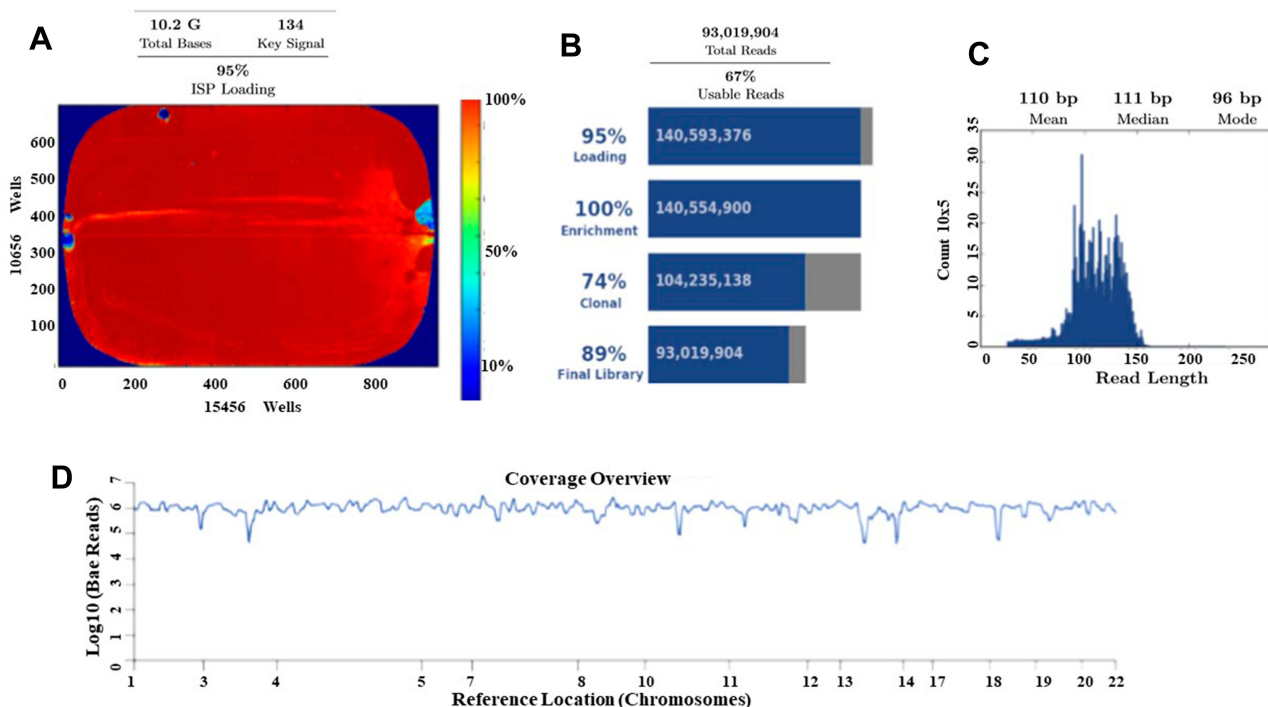 A
10.2 G 134
Total Bases Key Signal
95%
ISP Loading
600
500
400
300
200
100
10656 Wells
0 200 400 600 800
15456 Wells
100%
50%
10%
B
93,019,904
Total Reads
67%
Usable Reads
95% 140,593,376
Loading
100% 140,554,900
Enrichment
74% 104,235,138
Clonal
89% 93,019,904
Final Library
C
110 bp 111 bp 96 bp
Mean Median Mode
35
30
25
20
15
10
5
0
Count 10x5
0 50 100 150 200 250
Read Length
D
Coverage Overview
7
6
5
4
3
2
1
0
Log10 (Bae Reads)
1 3 4 5 7 8 10 11 12 13 14 17 18 19 20 22
Reference Location (Chromosomes)